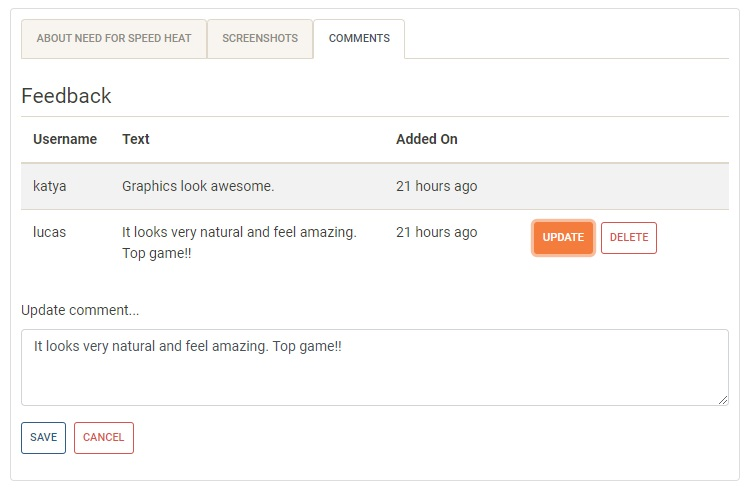 ABOUT NEED FOR SPEED HEAT SCREENSHOTS COMMENTS
Feedback
Username Text Added On
katya Graphics look awesome. 21 hours ago
lucas It looks very natural and feel amazing. 21 hours ago UPDATE DELETE
Top game!!
Update comment...
It looks very natural and feel amazing. Top game!!
SAVE CANCEL